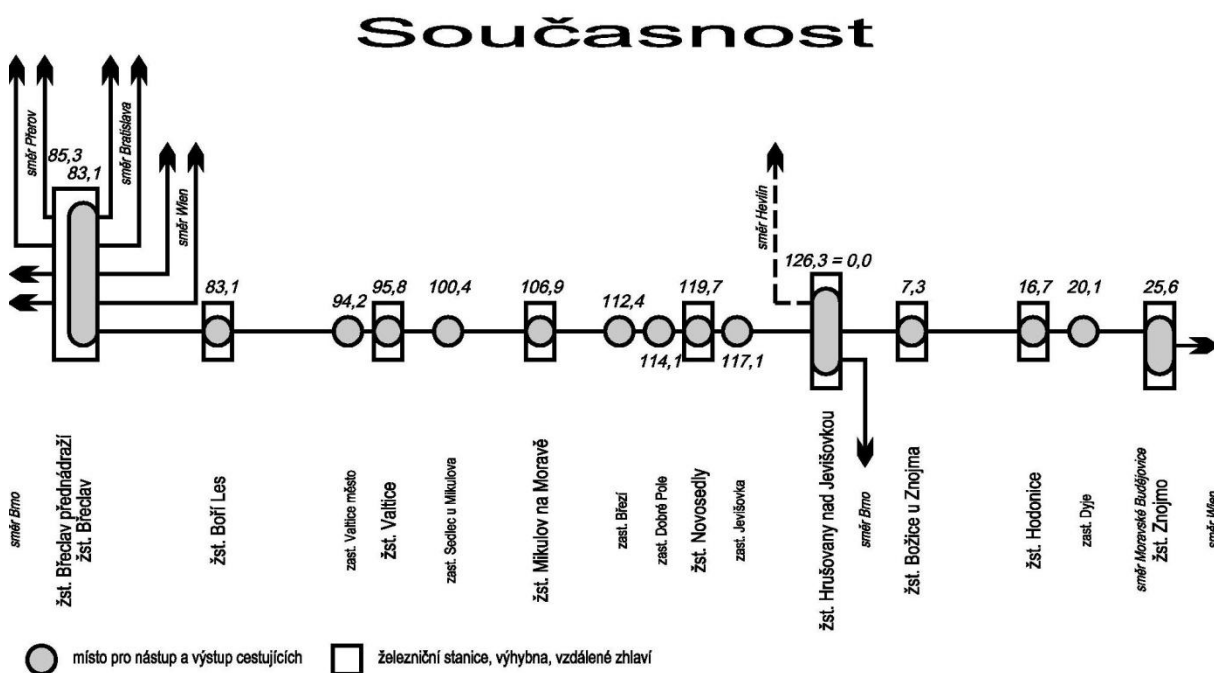 Současnost
směr Přerov
85,3
83,1
směr Bratislava
směr Wien
směr Hevlín
83,1
94,2
95,8
100,4
106,9
112,4
114,1
119,7
117,1
126,3 = 0,0
7,3
16,7
20,1
25,6
směr Brno
žst. Břeclav přednádraží
žst. Břeclav
žst. Boří Les
zast. Valtice město
žst. Valtice
zast. Sedlec u Mikulova
žst. Mikulov na Moravě
zast. Březí
zast. Dobré Pole
žst. Novosedly
zast. Jevišovka
žst. Hrušovany nad Jevišovkou
směr Brno
žst. Božice u Znojma
žst. Hodonice
zast. Dyje
směr Moravské Budějovice
žst. Znojmo
směr Wien
místo pro nástup a výstup cestujících
železniční stanice, výhybna, vzdálené zhlaví